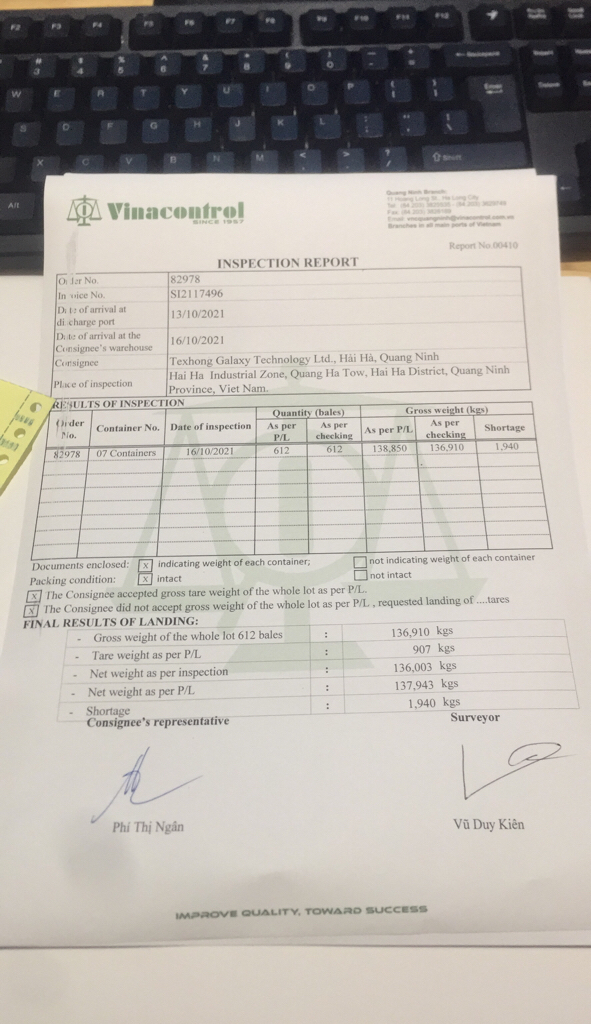 Vinacontrol
SINCE 1957
Quang Ninh Branch:
Branches in all main ports of Vietnam
Report No.00410
INSPECTION REPORT
Order No. 82978
Invoice No. SI2117496
Date of arrival at
discharge port 13/10/2021
Date of arrival at the
Consignee's warehouse 16/10/2021
Consignee Texhong Galaxy Technology Ltd., Hải Hà, Quang Ninh
Place of inspection Hai Ha Industrial Zone, Quang Ha Tow, Hai Ha District, Quang Ninh
Province, Viet Nam.
RESULTS OF INSPECTION
Order No. Container No. Date of inspection Quantity (bales) Gross weight (kgs)
As per P/L As per checking As per P/L As per checking Shortage
82978 07 Containers 16/10/2021 612 612 138,850 136,910 1,940
Documents enclosed: x indicating weight of each container; not indicating weight of each container
Packing condition: x intact not intact
x The Consignee accepted gross tare weight of the whole lot as per P/L.
x The Consignee did not accept gross weight of the whole lot as per P/L , requested landing of ....tares
FINAL RESULTS OF LANDING:
- Gross weight of the whole lot 612 bales : 136,910 kgs
- Tare weight as per P/L : 907 kgs
- Net weight as per inspection : 136,003 kgs
- Net weight as per P/L : 137,943 kgs
- Shortage : 1,940 kgs
Consignee's representative Surveyor
Phí Thị Ngân Vũ Duy Kiên
IMPROVE QUALITY, TOWARD SUCCESS